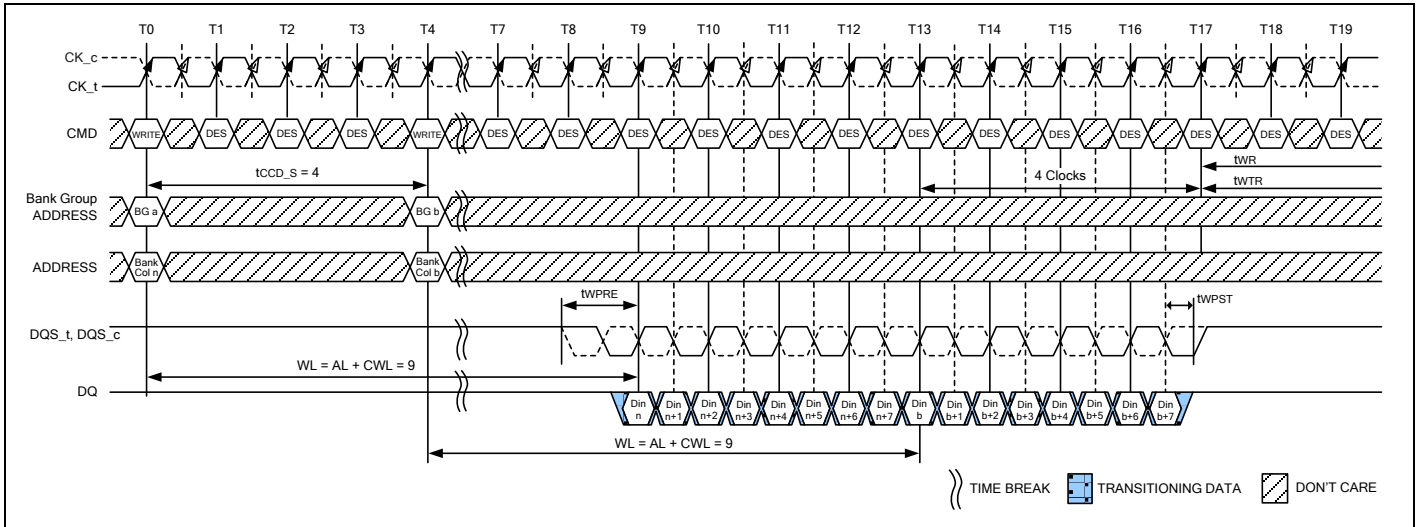 T0 T1 T2 T3 T4 T7 T8 T9 T10 T11 T12 T13 T14 T15 T16 T17 T18 T19
CK_c
CK_t
CMD WRITE DES DES DES WRITE DES DES DES DES DES DES DES DES DES DES DES DES DES
tWR
tCCD_S = 4 4 Clocks tWTR
Bank Group
ADDRESS BG a BG b
ADDRESS Bank Col n Bank Col b
tWPRE tWPST
DQS_t, DQS_c
WL = AL + CWL = 9
DQ Din n Din n+1 Din n+2 Din n+3 Din n+4 Din n+5 Din n+6 Din n+7 Din b Din b+1 Din b+2 Din b+3 Din b+4 Din b+5 Din b+6 Din b+7
WL = AL + CWL = 9
TIME BREAK TRANSITIONING DATA DON'T CARE